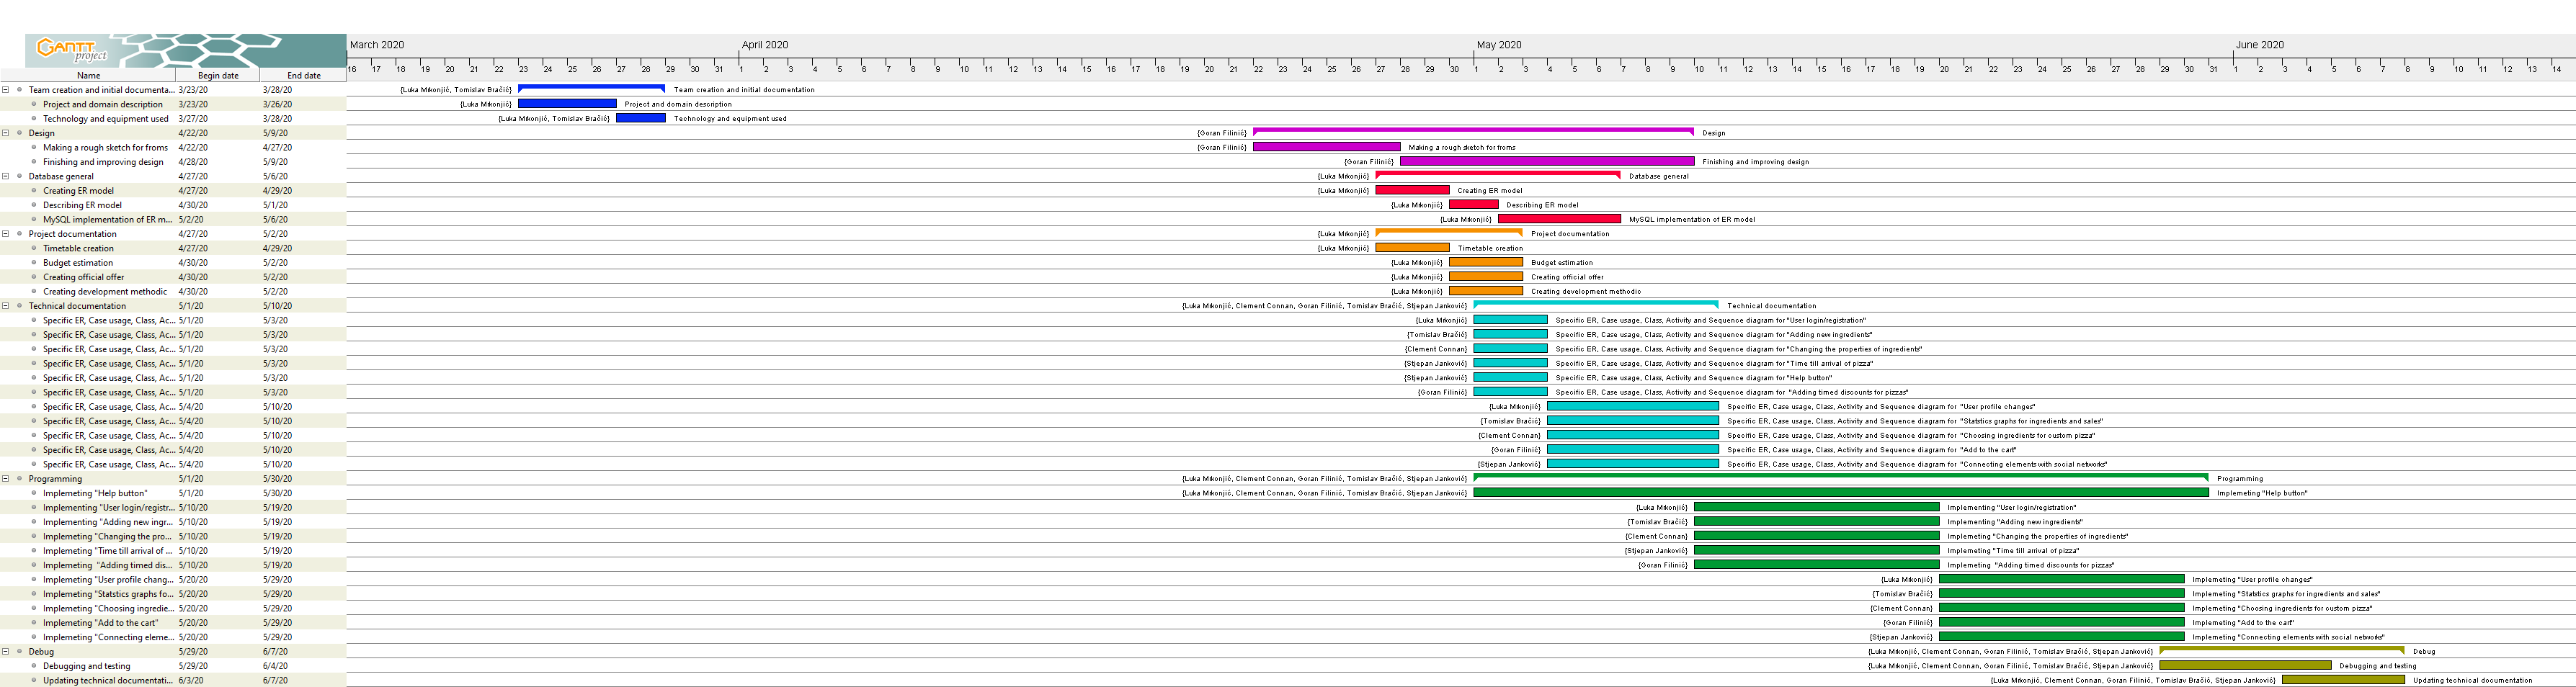 March 2020 April 2020 May 2020 June 2020
GANTT project
16 17 18 19 20 21 22 23 24 25 26 27 28 29 30 31 1 2 3 4 5 6 7 8 9 10 11 12 13 14 15 16 17 18 19 20 21 22 23 24 25 26 27 28 29 30 1 2 3 4 5 6 7 8 9 10 11 12 13 14 15 16 17 18 19 20 21 22 23 24 25 26 27 28 29 30 31 1 2 3 4 5 6 7 8 9 10 11 12 13 14
Name Begin date End date
Team creation and initial documenta... 3/23/20 3/28/20 {Luka Mrkonjić, Tomislav Bračić} Team creation and initial documentation
Project and domain description 3/23/20 3/26/20 {Luka Mrkonjić} Project and domain description
Technology and equipment used 3/27/20 3/28/20 {Luka Mrkonjić, Tomislav Bračić} Technology and equipment used
Design 4/22/20 5/9/20 {Goran Filinić} Design
Making a rough sketch for froms 4/22/20 4/27/20 {Goran Filinić} Making a rough sketch for froms
Finishing and improving design 4/28/20 5/9/20 {Goran Filinić} Finishing and improving design
Database general 4/27/20 5/6/20 {Luka Mrkonjić} Database general
Creating ER model 4/27/20 4/29/20 {Luka Mrkonjić} Creating ER model
Describing ER model 4/30/20 5/1/20 {Luka Mrkonjić} Describing ER model
MySQL implementation of ER m... 5/2/20 5/6/20 {Luka Mrkonjić} MySQL implementation of ER model
Project documentation 4/27/20 5/2/20 {Luka Mrkonjić} Project documentation
Timetable creation 4/27/20 4/29/20 {Luka Mrkonjić} Timetable creation
Budget estimation 4/30/20 5/2/20 {Luka Mrkonjić} Budget estimation
Creating official offer 4/30/20 5/2/20 {Luka Mrkonjić} Creating official offer
Creating development methodic 4/30/20 5/2/20 {Luka Mrkonjić} Creating development methodic
Technical documentation 5/1/20 5/10/20 {Luka Mrkonjić, Clement Connan, Goran Filinić, Tomislav Bračić, Stjepan Janković} Technical documentation
Specific ER, Case usage, Class, Ac... 5/1/20 5/3/20 {Luka Mrkonjić} Specific ER, Case usage, Class, Activity and Sequence diagram for "User login/registration"
Specific ER, Case usage, Class, Ac... 5/1/20 5/3/20 {Tomislav Bračić} Specific ER, Case usage, Class, Activity and Sequence diagram for "Adding new ingredients"
Specific ER, Case usage, Class, Ac... 5/1/20 5/3/20 {Clement Connan} Specific ER, Case usage, Class, Activity and Sequence diagram for "Changing the properties of ingredients"
Specific ER, Case usage, Class, Ac... 5/1/20 5/3/20 {Stjepan Janković} Specific ER, Case usage, Class, Activity and Sequence diagram for "Time till arrival of pizza"
Specific ER, Case usage, Class, Ac... 5/1/20 5/3/20 {Stjepan Janković} Specific ER, Case usage, Class, Activity and Sequence diagram for "Help button"
Specific ER, Case usage, Class, Ac... 5/1/20 5/3/20 {Goran Filinić} Specific ER, Case usage, Class, Activity and Sequence diagram for "Adding timed discounts for pizzas"
Specific ER, Case usage, Class, Ac... 5/4/20 5/10/20 {Luka Mrkonjić} Specific ER, Case usage, Class, Activity and Sequence diagram for "User profile changes"
Specific ER, Case usage, Class, Ac... 5/4/20 5/10/20 {Tomislav Bračić} Specific ER, Case usage, Class, Activity and Sequence diagram for "Statstics graphs for ingredients and sales"
Specific ER, Case usage, Class, Ac... 5/4/20 5/10/20 {Clement Connan} Specific ER, Case usage, Class, Activity and Sequence diagram for "Choosing ingredients for custom pizza"
Specific ER, Case usage, Class, Ac... 5/4/20 5/10/20 {Goran Filinić} Specific ER, Case usage, Class, Activity and Sequence diagram for "Add to the cart"
Specific ER, Case usage, Class, Ac... 5/4/20 5/10/20 {Stjepan Janković} Specific ER, Case usage, Class, Activity and Sequence diagram for "Connecting elements with social networks"
Programming 5/1/20 5/30/20 {Luka Mrkonjić, Clement Connan, Goran Filinić, Tomislav Bračić, Stjepan Janković} Programming
Implemeting "Help button" 5/1/20 5/30/20 {Luka Mrkonjić, Clement Connan, Goran Filinić, Tomislav Bračić, Stjepan Janković} Implemeting "Help button"
Implementing "User login/registr... 5/10/20 5/19/20 {Luka Mrkonjić} Implementing "User login/registration"
Implementing "Adding new ingr... 5/10/20 5/19/20 {Tomislav Bračić} Implementing "Adding new ingredients"
Implemeting "Changing the pro... 5/10/20 5/19/20 {Clement Connan} Implemeting "Changing the properties of ingredients"
Implemeting "Time till arrival of ... 5/10/20 5/19/20 {Stjepan Janković} Implemeting "Time till arrival of pizza"
Implemeting "Adding timed dis... 5/10/20 5/19/20 {Goran Filinić} Implemeting "Adding timed discounts for pizzas"
Implemeting "User profile chang... 5/20/20 5/29/20 {Luka Mrkonjić} Implemeting "User profile changes"
Implemeting "Statstics graphs fo... 5/20/20 5/29/20 {Tomislav Bračić} Implemeting "Statstics graphs for ingredients and sales"
Implemeting "Choosing ingredie... 5/20/20 5/29/20 {Clement Connan} Implemeting "Choosing ingredients for custom pizza"
Implemeting "Add to the cart" 5/20/20 5/29/20 {Goran Filinić} Implemeting "Add to the cart"
Implemeting "Connecting eleme... 5/20/20 5/29/20 {Stjepan Janković} Implemeting "Connecting elements with social networks"
Debug 5/29/20 6/7/20 {Luka Mrkonjić, Clement Connan, Goran Filinić, Tomislav Bračić, Stjepan Janković} Debug
Debugging and testing 5/29/20 6/4/20 {Luka Mrkonjić, Clement Connan, Goran Filinić, Tomislav Bračić, Stjepan Janković} Debugging and testing
Updating technical documentati... 6/3/20 6/7/20 {Luka Mrkonjić, Clement Connan, Goran Filinić, Tomislav Bračić, Stjepan Janković} Updating technical documentation